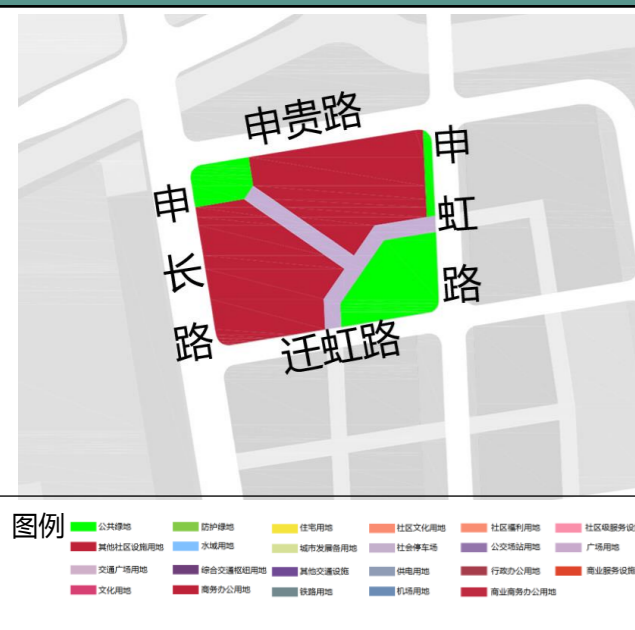 申贵路
申长路
申虹路
迁虹路
图例
公共绿地 防护绿地 住宅用地 社区文化用地 社区福利用地 社区级服务设
其他社区设施用地 水域用地 城市发展备用地 社会停车场 公交场站用地 广场用地
交通广场用地 综合交通枢纽用地 其他交通设施 供电用地 行政办公用地 商业服务设施
文化用地 商务办公用地 铁路用地 机场用地 商业商务办公用地